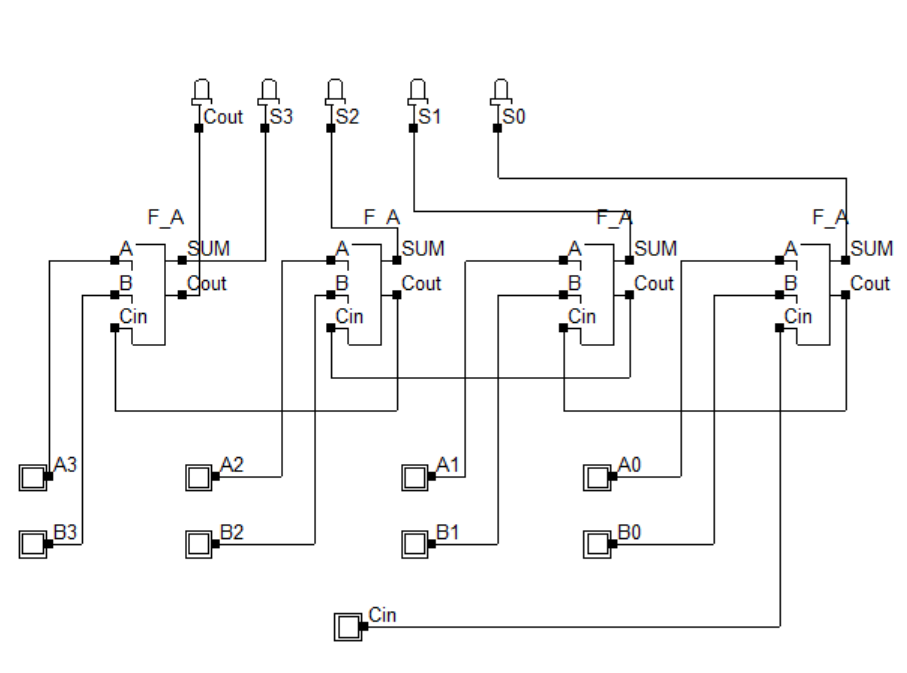 Cout S3 S2 S1 S0
F_A F_A F_A F_A
A SUM A SUM A SUM A SUM
B Cout B Cout B Cout B Cout
Cin Cin Cin Cin
A3 A2 A1 A0
B3 B2 B1 B0
Cin